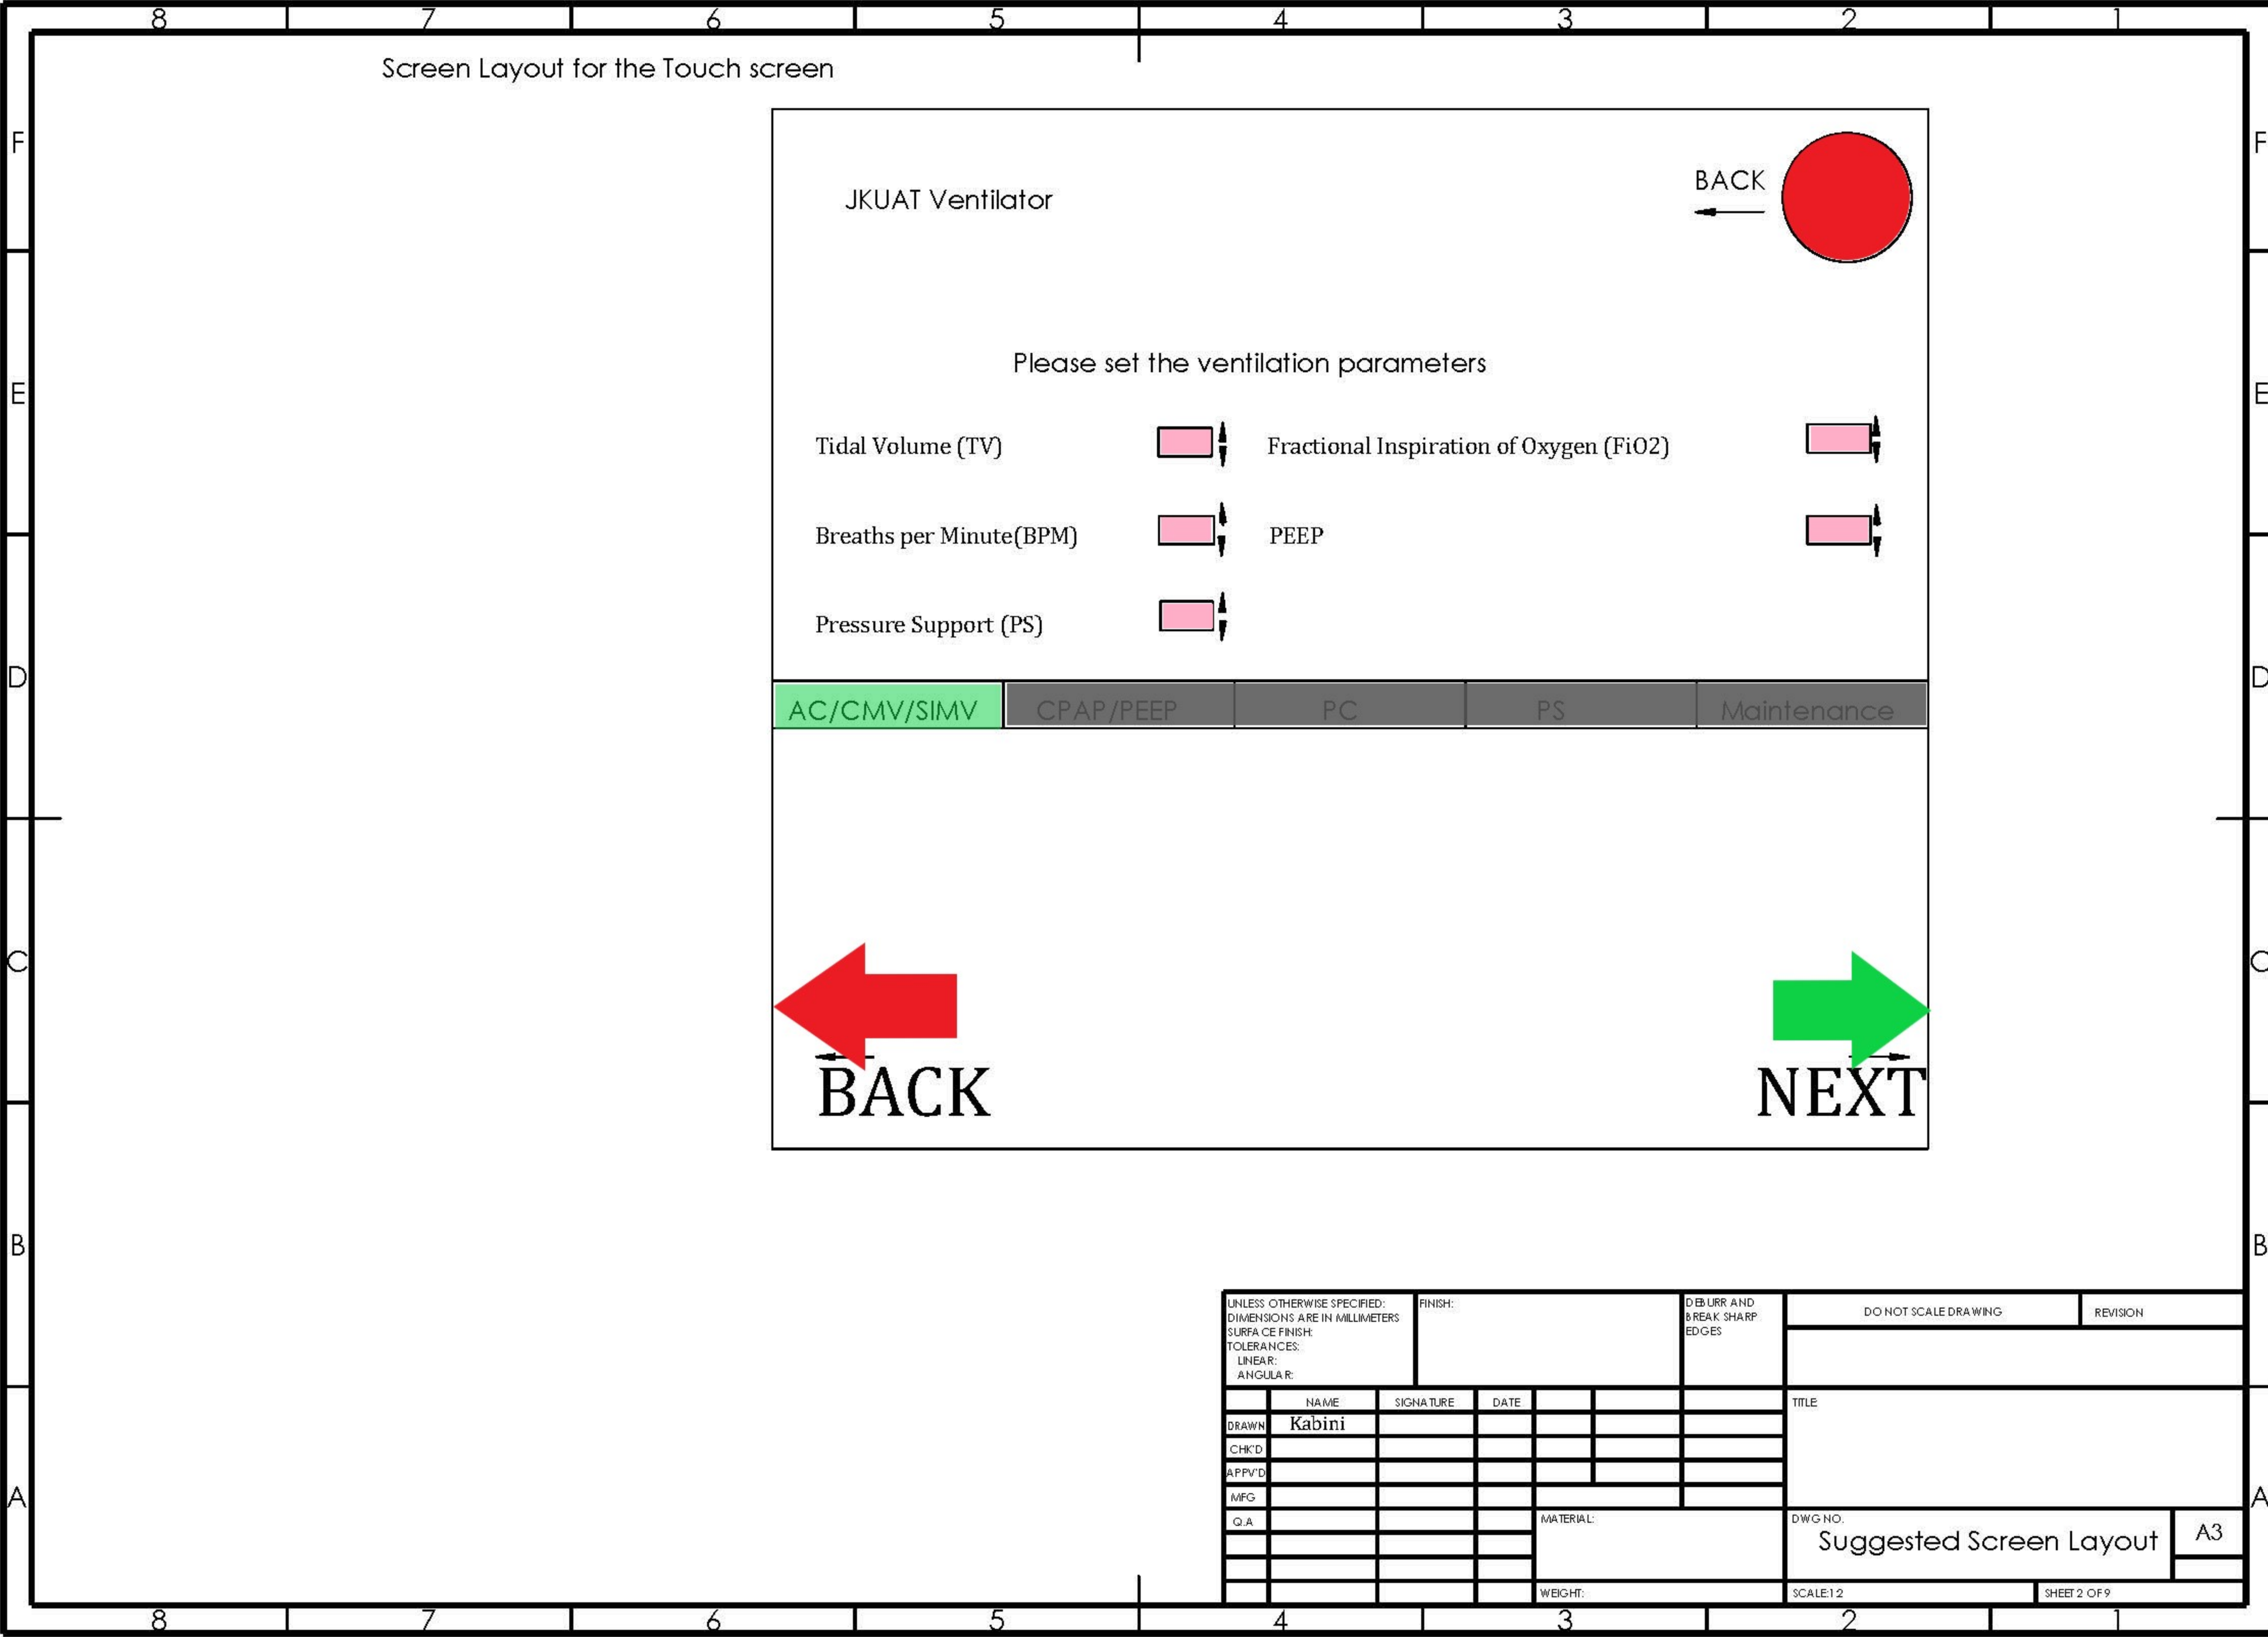 8 7 6 5 4 3 2 1
Screen Layout for the Touch screen
F F
JKUAT Ventilator
BACK
Please set the ventilation parameters
E E
Tidal Volume (TV) Fractional Inspiration of Oxygen (FiO2)
Breaths per Minute(BPM) PEEP
Pressure Support (PS)
D D
AC/CMV/SIMV CPAP/PEEP PC PS Maintenance
C C
BACK NEXT
B B
UNLESS OTHERWISE SPECIFIED:
DIMENSIONS ARE IN MILLIMETERS
SURFACE FINISH:
TOLERANCES:
LINEAR:
ANGULAR:
FINISH:
DEBURR AND
BREAK SHARP
EDGES
DO NOT SCALE DRAWING REVISION
NAME SIGNATURE DATE
TITLE:
DRAWN Kabini
CHK'D
APPV'D
MFG
Q.A
A A
MATERIAL:
DWG NO.
Suggested Screen Layout A3
WEIGHT:
SCALE:1:2 SHEET 2 OF 9
8 7 6 5 4 3 2 1